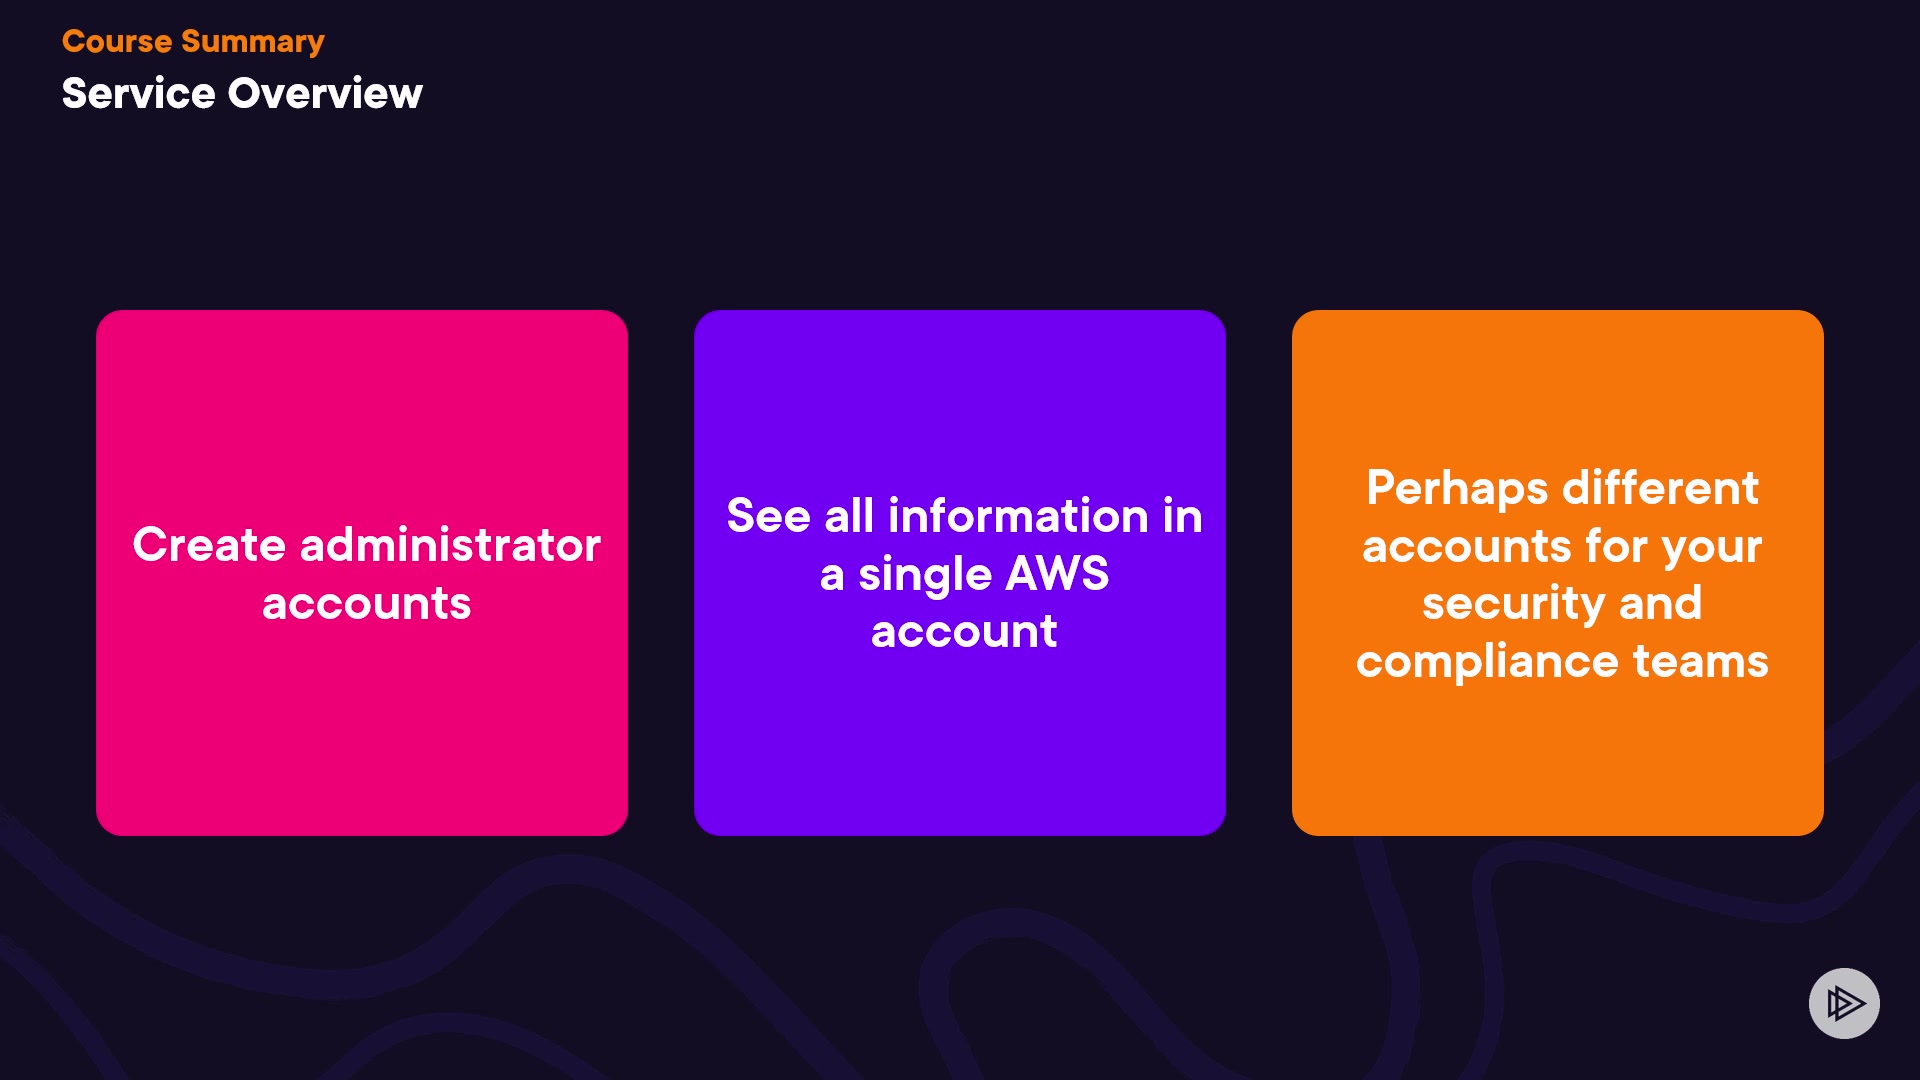 Course Summary
Service Overview
Create administrator
accounts
See all information in
a single AWS
account
Perhaps different
accounts for your
security and
compliance teams